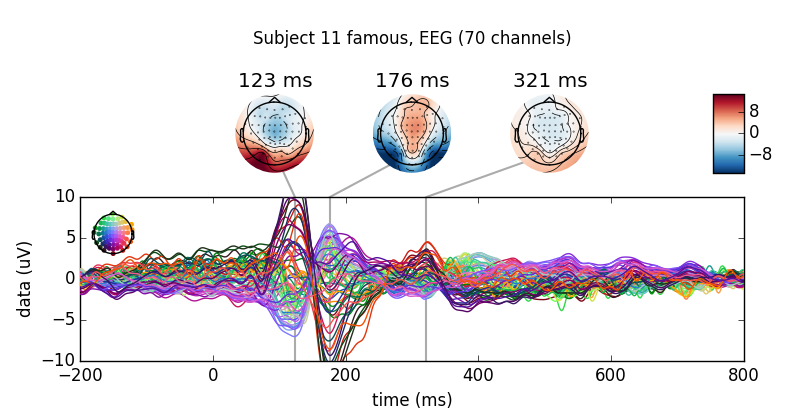 Subject 11 famous, EEG (70 channels)
123 ms 176 ms 321 ms
8
0
−8
10
5
0
−5
−10
data (uV)
−200 0 200 400 600 800
time (ms)